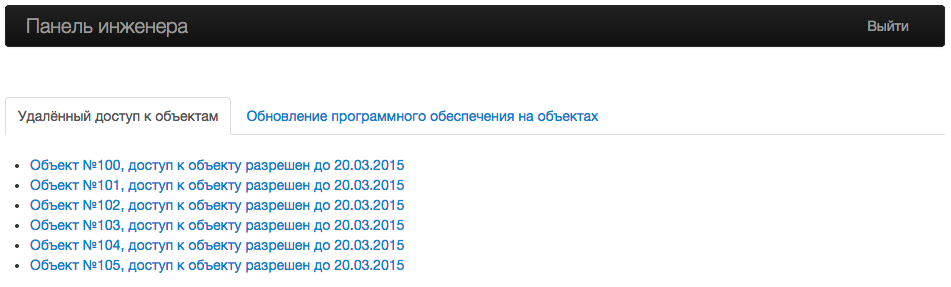 Панель инженера
Выйти
Удалённый доступ к объектам
Обновление программного обеспечения на объектах
Объект №100, доступ к объекту разрешен до 20.03.2015
Объект №101, доступ к объекту разрешен до 20.03.2015
Объект №102, доступ к объекту разрешен до 20.03.2015
Объект №103, доступ к объекту разрешен до 20.03.2015
Объект №104, доступ к объекту разрешен до 20.03.2015
Объект №105, доступ к объекту разрешен до 20.03.2015